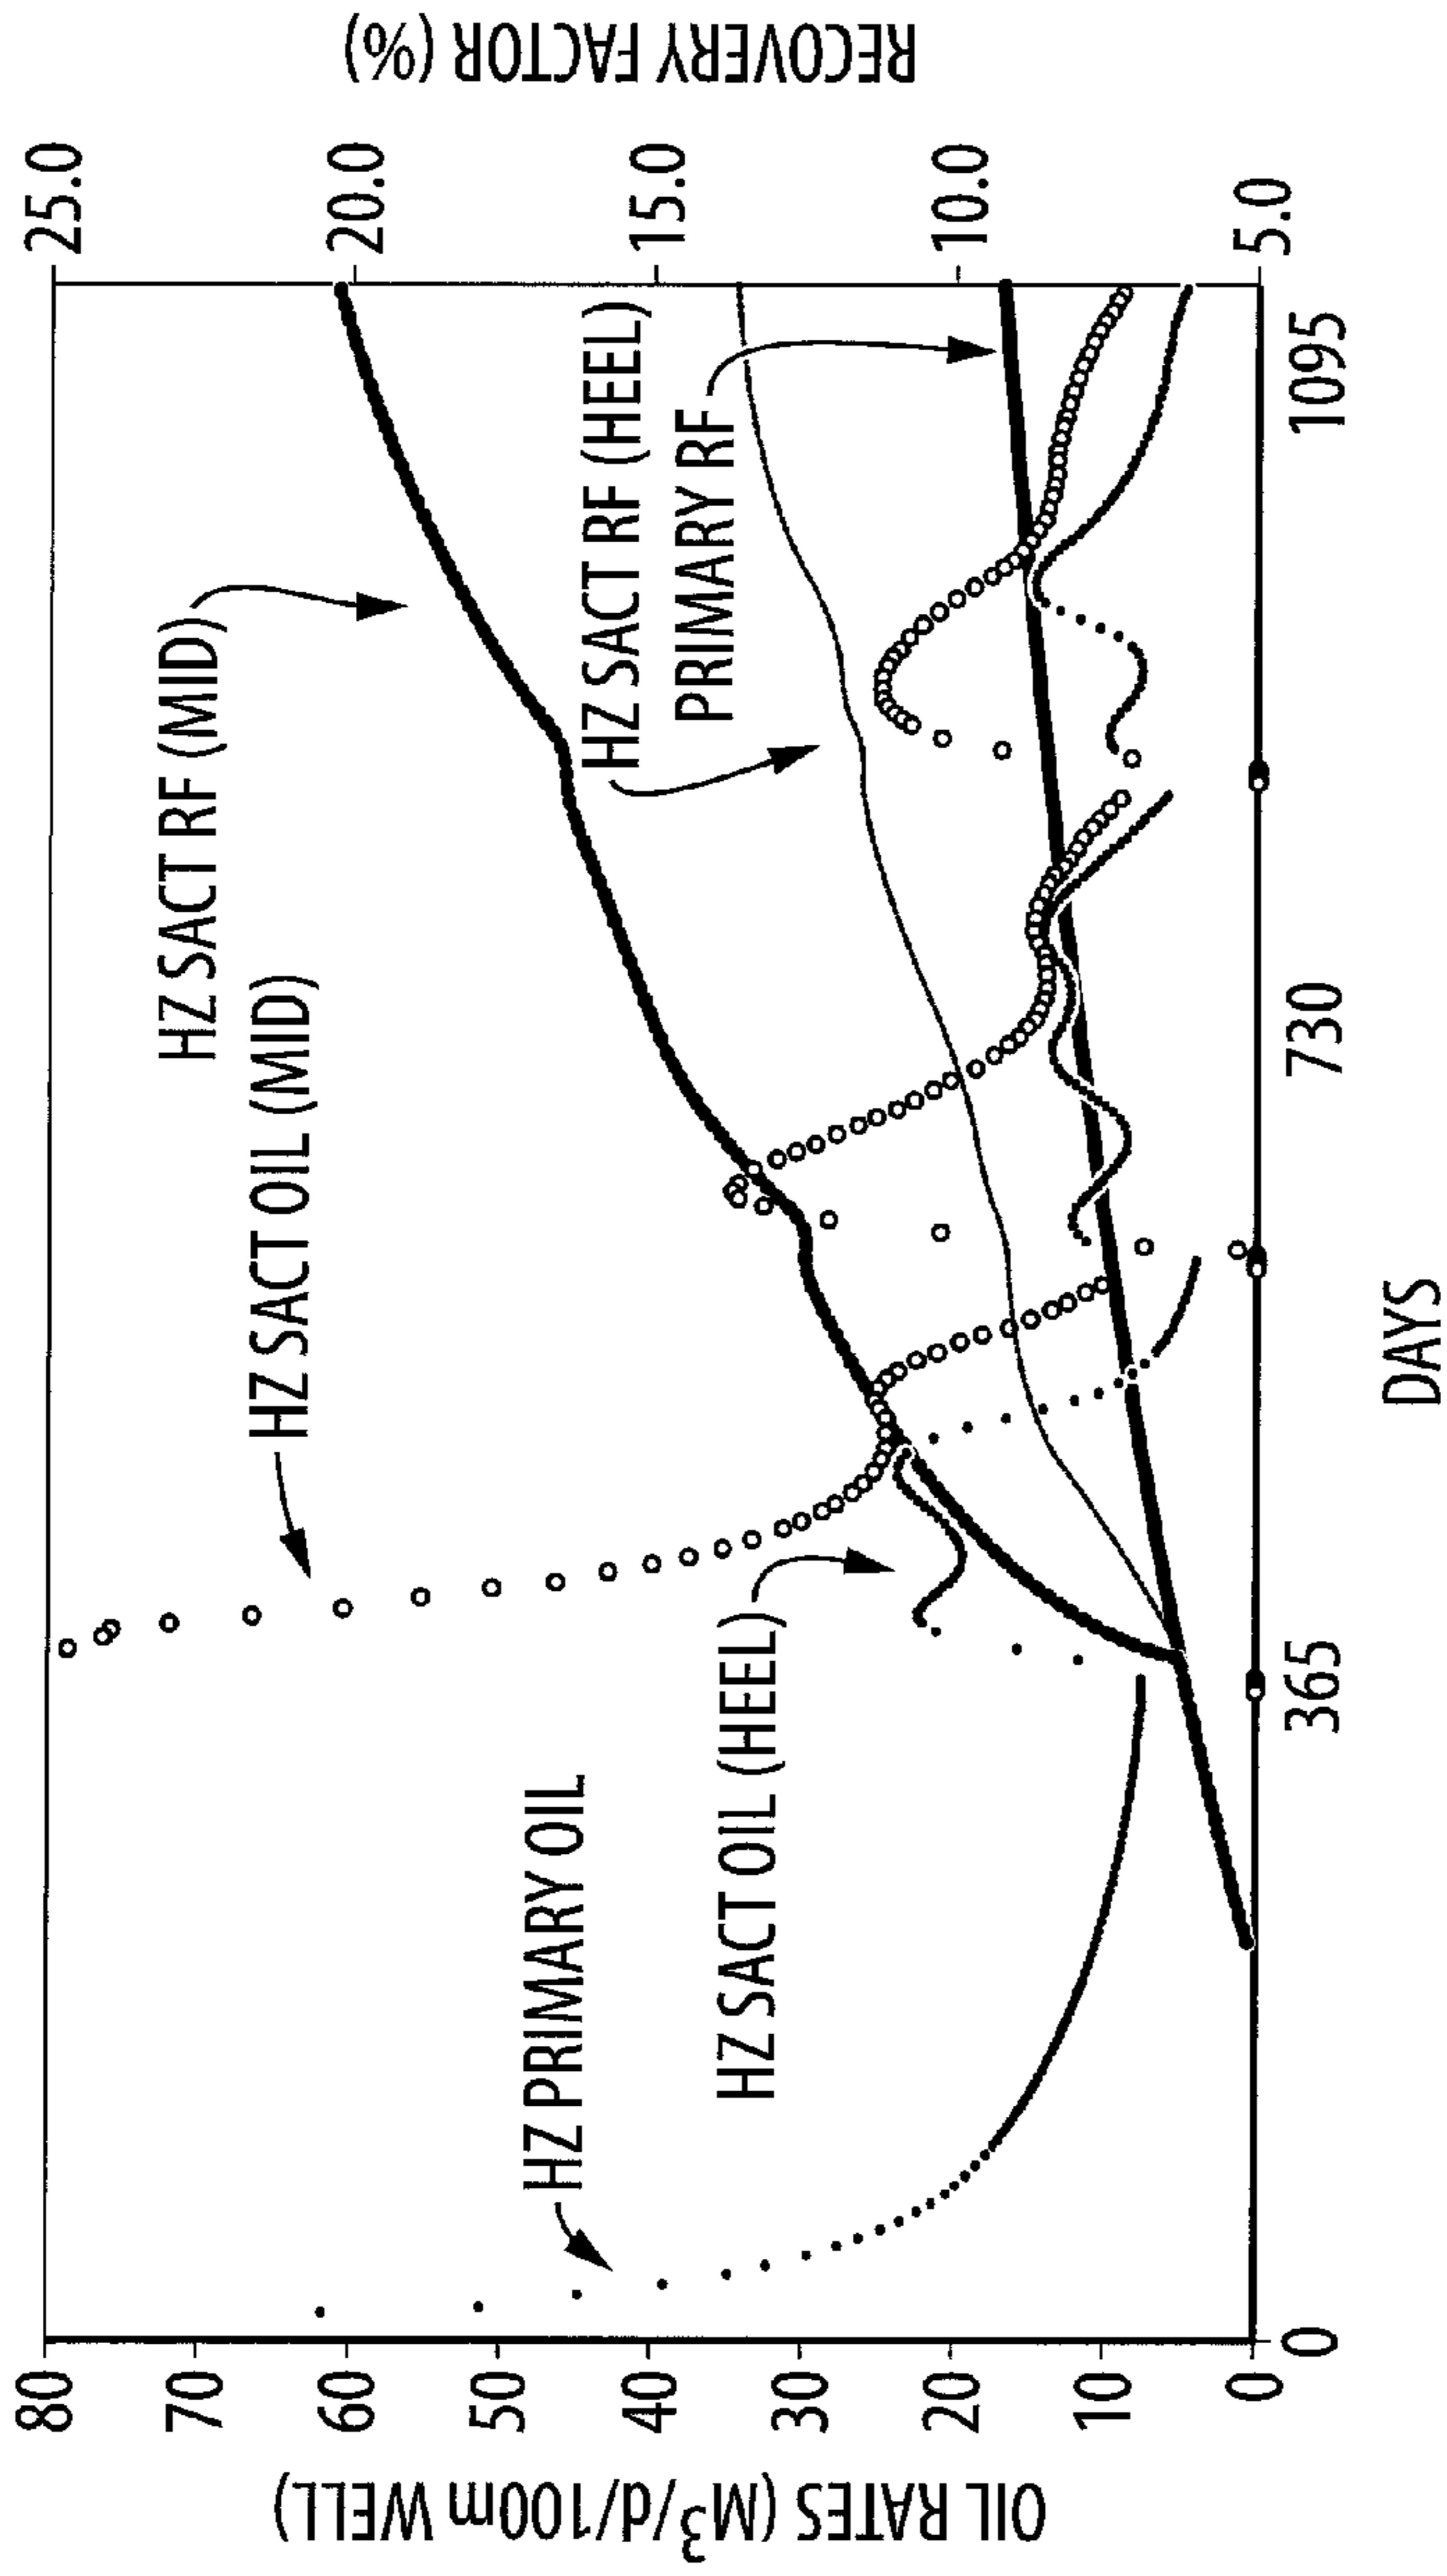 OIL RATES (M³/d/100m WELL)
80
70
60
50
40
30
20
10
0
HZ PRIMARY OIL
HZ SACT OIL (HEEL)
HZ SACT OIL (MID)
HZ SACT RF (MID)
HZ SACT RF (HEEL)
PRIMARY RF
25.0
20.0
15.0
10.0
5.0
RECOVERY FACTOR (%)
0
365
730
1095
DAYS